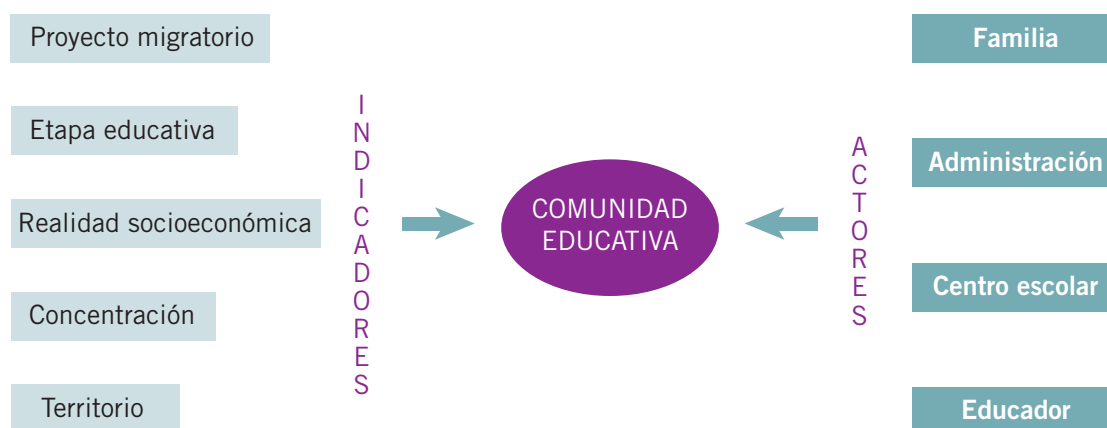 Proyecto migratorio
Etapa educativa
Realidad socioeconómica
Concentración
Territorio
INDICADORES
COMUNIDAD
EDUCATIVA
ACTORES
Familia
Administración
Centro escolar
Educador